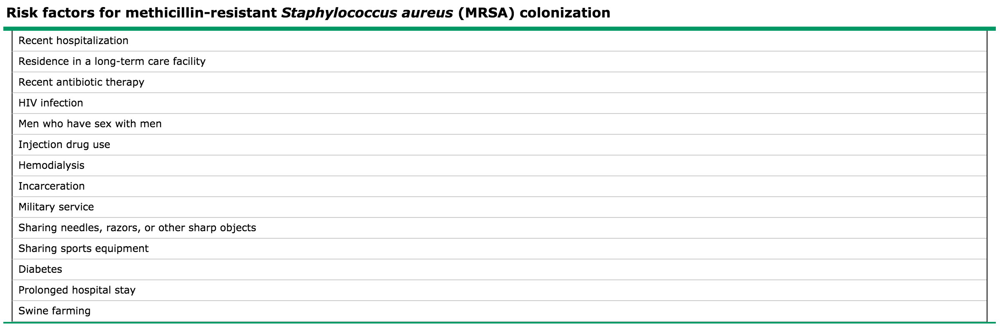 Risk factors for methicillin-resistant Staphylococcus aureus (MRSA) colonization
Recent hospitalization
Residence in a long-term care facility
Recent antibiotic therapy
HIV infection
Men who have sex with men
Injection drug use
Hemodialysis
Incarceration
Military service
Sharing needles, razors, or other sharp objects
Sharing sports equipment
Diabetes
Prolonged hospital stay
Swine farming